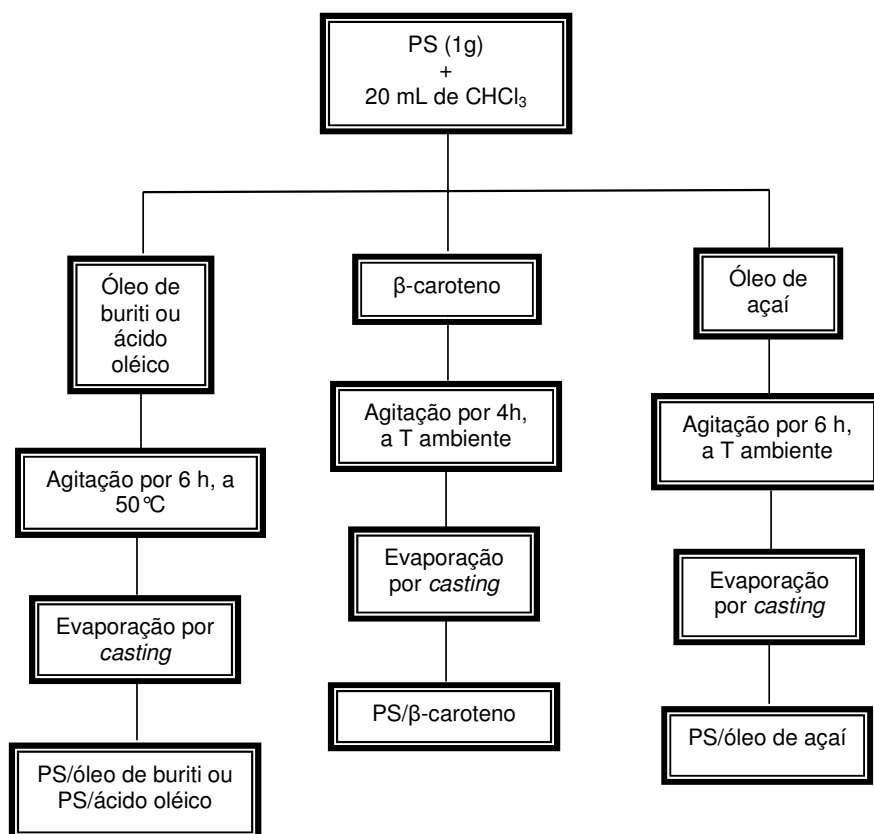 PS (1g)
+
20 mL de CHCl₃
Óleo de
buriti ou
ácido
oléico
Agitação por 6 h, a
50°C
Evaporação por
casting
PS/óleo de buriti ou
PS/ácido oléico
β-caroteno
Agitação por 4h,
a T ambiente
Evaporação
por casting
PS/β-caroteno
Óleo de
açaí
Agitação por 6 h,
a T ambiente
Evaporação
por casting
PS/óleo de açaí